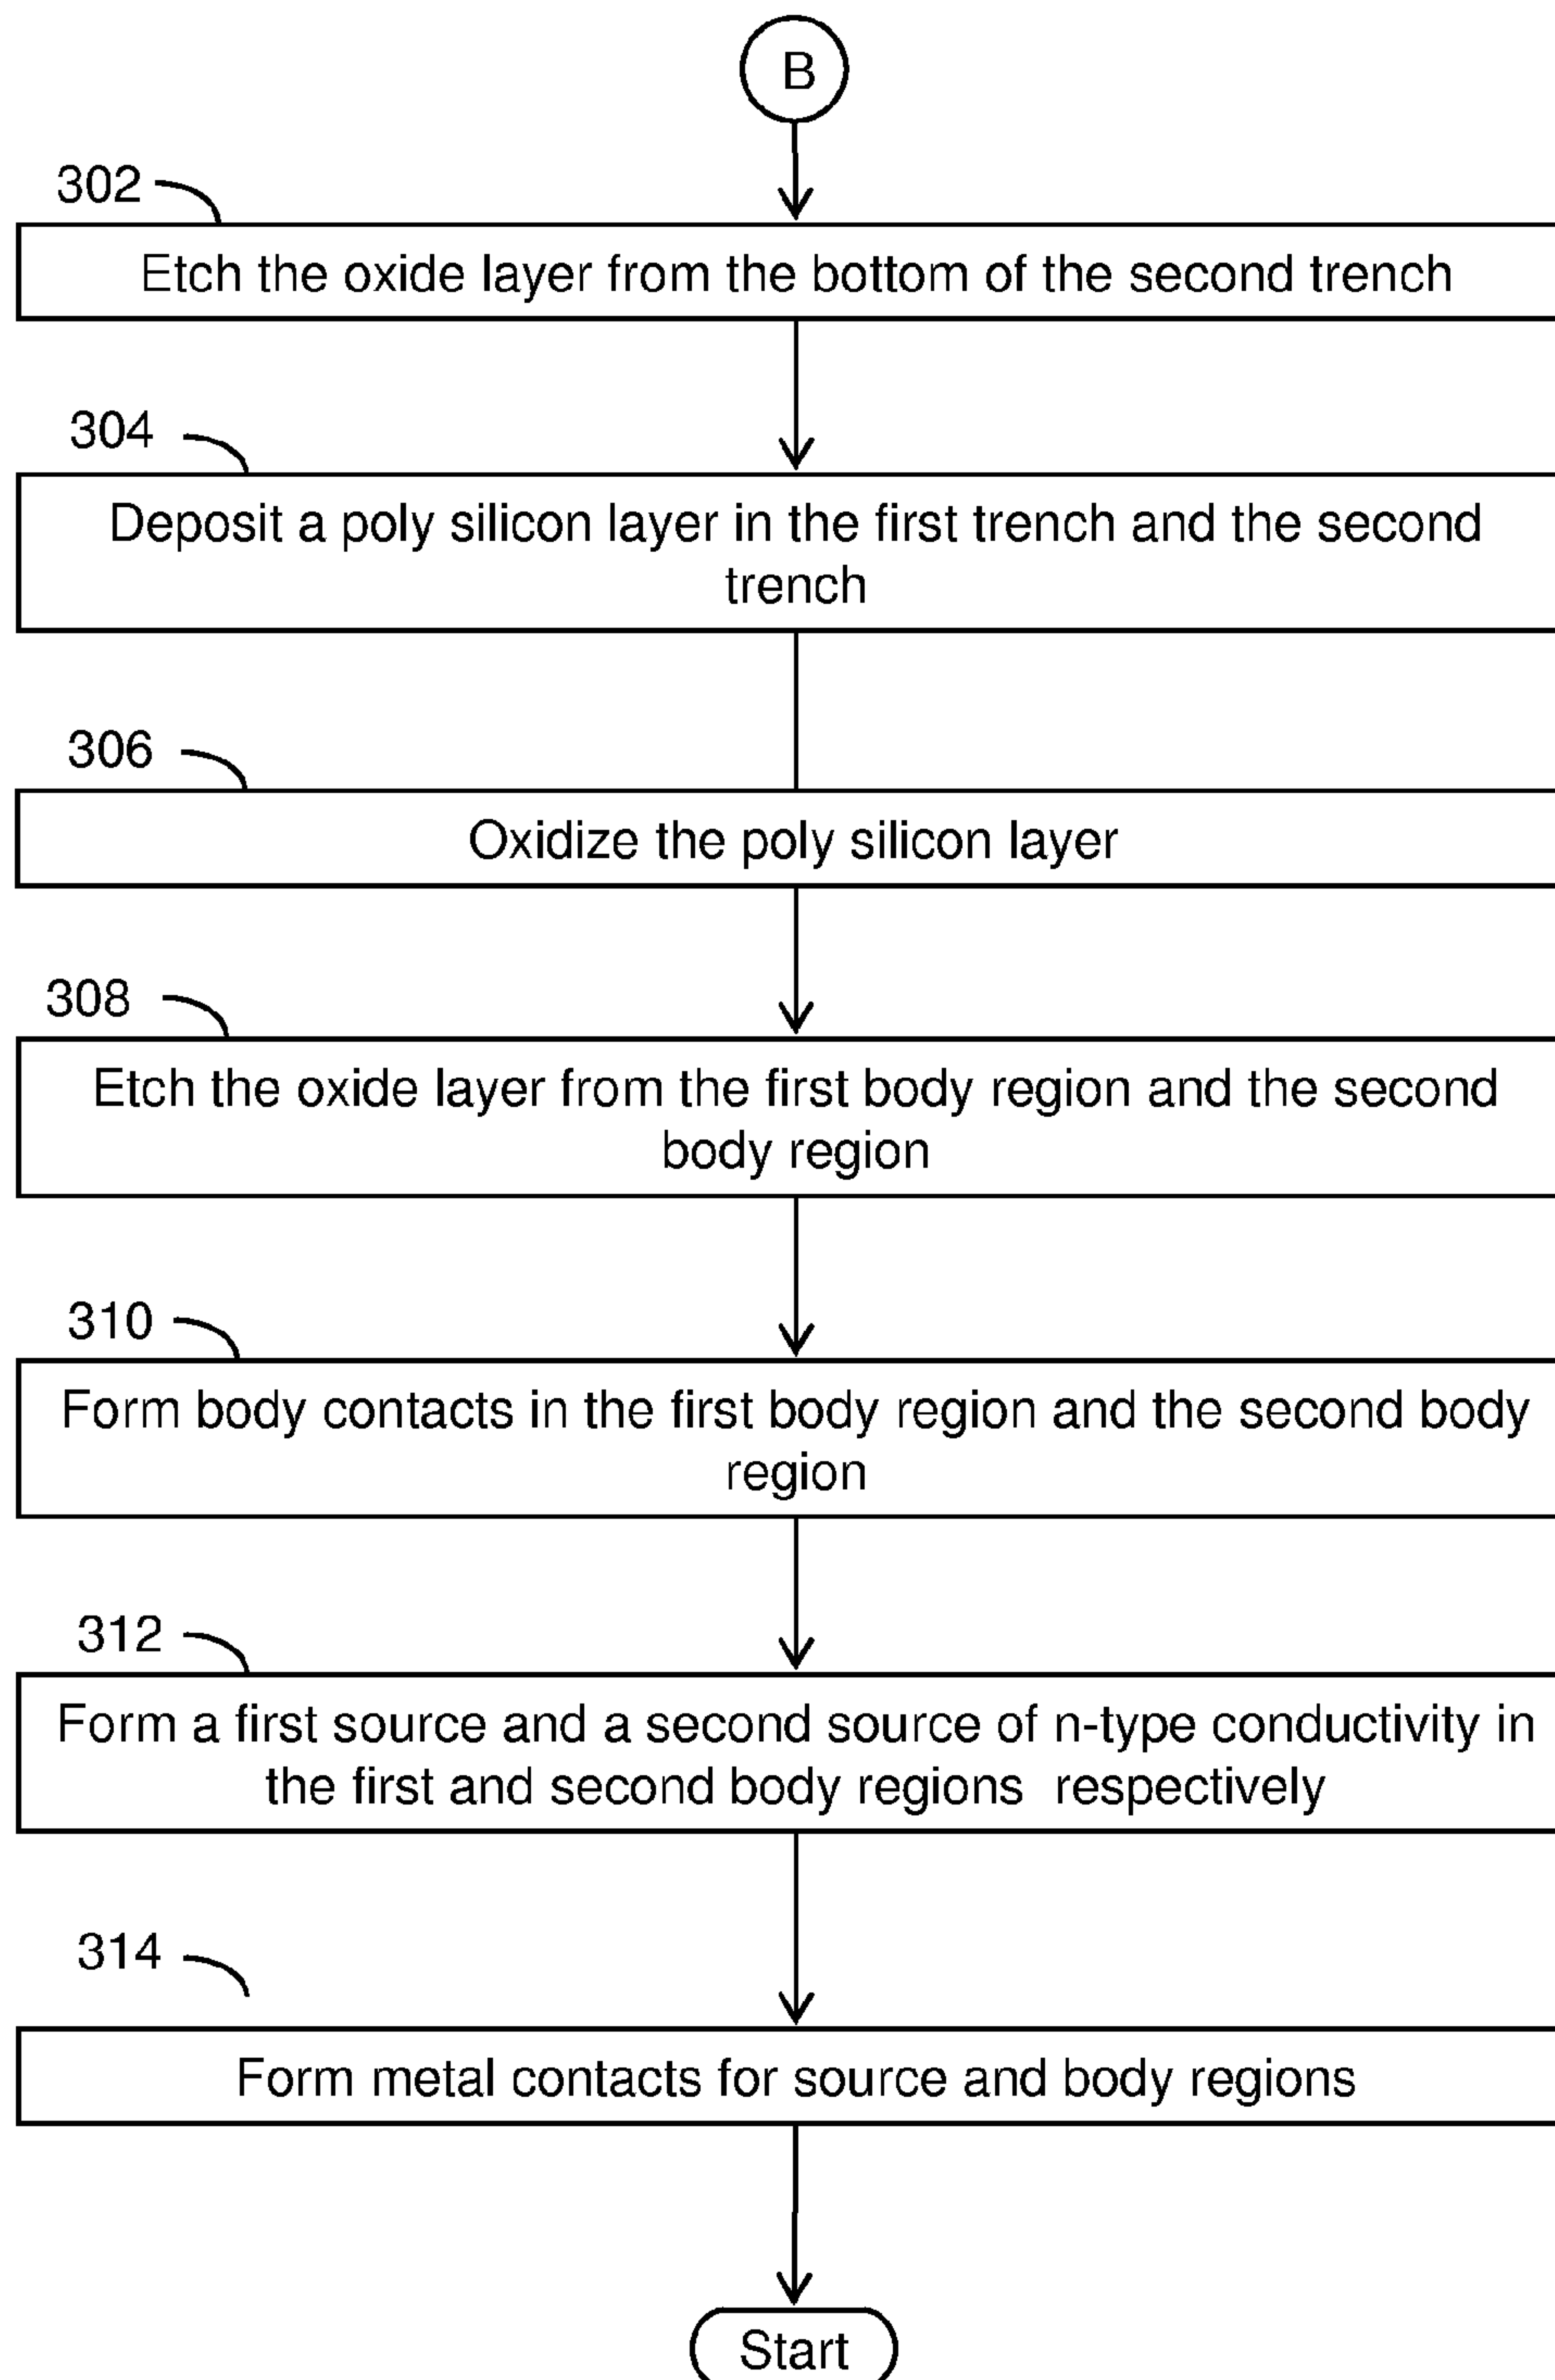 B
302
Etch the oxide layer from the bottom of the second trench
304
Deposit a poly silicon layer in the first trench and the second
trench
306
Oxidize the poly silicon layer
308
Etch the oxide layer from the first body region and the second
body region
310
Form body contacts in the first body region and the second body
region
312
Form a first source and a second source of n-type conductivity in
the first and second body regions  respectively
314
Form metal contacts for source and body regions
Start